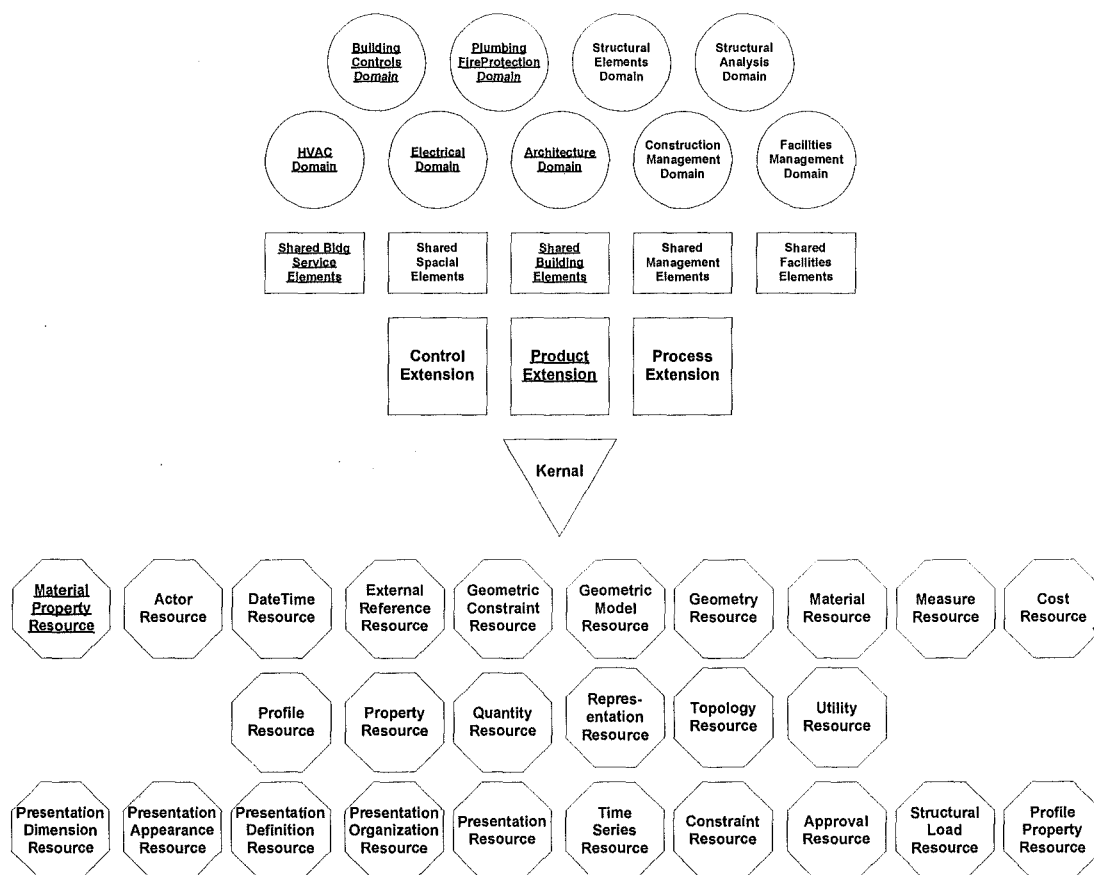 Building
Controls
Domain
Plumbing
FireProtection
Domain
Structural
Elements
Domain
Structural
Analysis
Domain
HVAC
Domain
Electrical
Domain
Architecture
Domain
Construction
Management
Domain
Facilities
Management
Domain
Shared Bldg
Service
Elements
Shared
Spacial
Elements
Shared
Building
Elements
Shared
Management
Elements
Shared
Facilities
Elements
Control
Extension
Product
Extension
Process
Extension
Kernal
Material
Property
Resource
Actor
Resource
DateTime
Resource
External
Reference
Resource
Geometric
Constraint
Resource
Geometric
Model
Resource
Geometry
Resource
Material
Resource
Measure
Resource
Cost
Resource
Profile
Resource
Property
Resource
Quantity
Resource
Repres-
entation
Resource
Topology
Resource
Utility
Resource
Presentation
Dimension
Resource
Presentation
Appearance
Resource
Presentation
Definition
Resource
Presentation
Organization
Resource
Presentation
Resource
Time
Series
Resource
Constraint
Resource
Approval
Resource
Structural
Load
Resource
Profile
Property
Resource